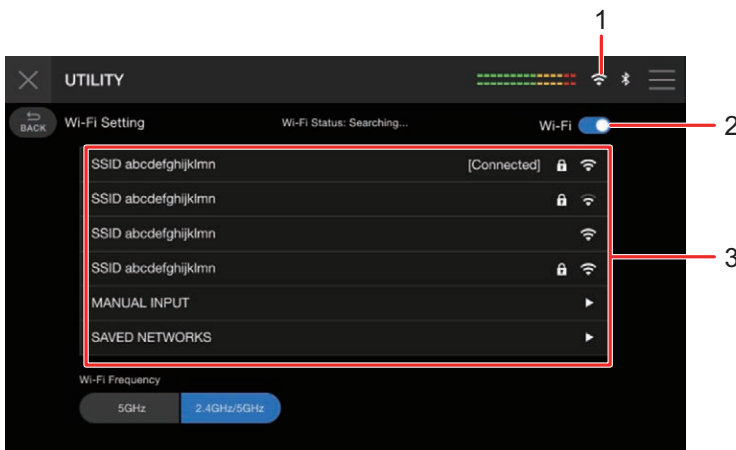 1
UTILITY
BACK
Wi-Fi Setting
Wi-Fi Status: Searching...
Wi-Fi
2
SSID abcdefghijklmn [Connected]
SSID abcdefghijklmn
SSID abcdefghijklmn
3
SSID abcdefghijklmn
MANUAL INPUT
SAVED NETWORKS
Wi-Fi Frequency
5GHz 2.4GHz/5GHz